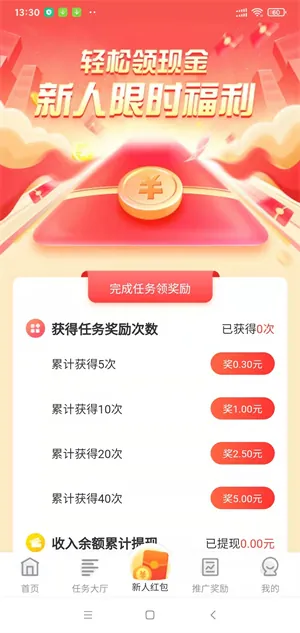 13:30
60
轻松领现金
新人限时福利
完成任务领奖励
获得任务奖励次数 已获得0次
累计获得5次 奖0.30元
累计获得10次 奖1.00元
累计获得20次 奖2.50元
累计获得40次 奖5.00元
收入余额累计提现 已提现0.00元
首页 任务大厅 新人红包 推广奖励 我的